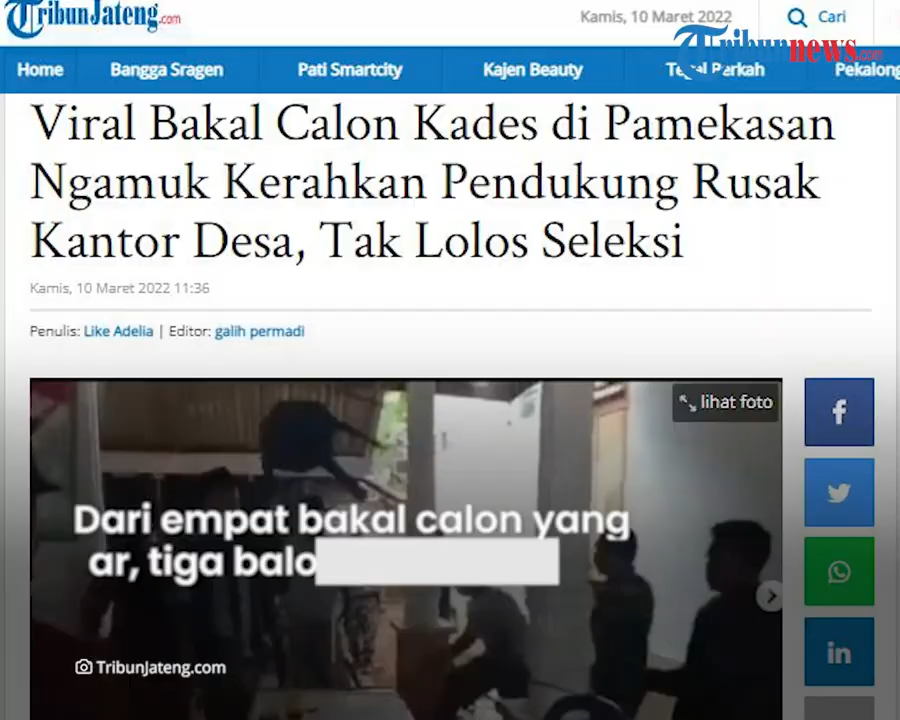 TribunJateng.com
Kamis, 10 Maret 2022
Cari
Tribunnews.com
Home
Bangga Sragen
Pati Smartcity
Kajen Beauty
Pekalong
Viral Bakal Calon Kades di Pamekasan
Ngamuk Kerahkan Pendukung Rusak
Kantor Desa, Tak Lolos Seleksi
Kamis, 10 Maret 2022 11:36
Penulis: Like Adelia | Editor: galih permadi
lihat foto
Dari empat bakal calon yang
ar, tiga balo
TribunJateng.com